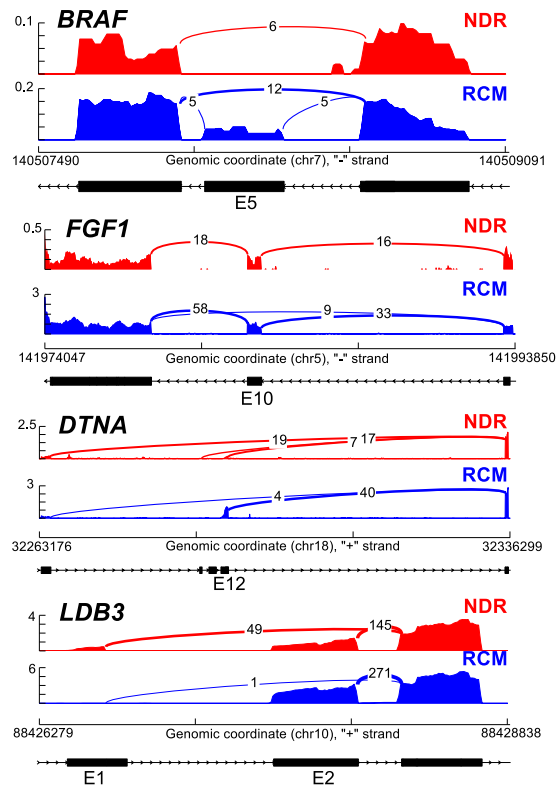 BRAF
NDR
0.1
6
RCM
0.2
12
5
5
140507490
Genomic coordinate (chr7), "-" strand
140509091
E5
FGF1
NDR
0.5
18
16
RCM
3
58
9
33
141974047
Genomic coordinate (chr5), "-" strand
141993850
E10
DTNA
NDR
2.5
19
7
17
RCM
3
4
40
32263176
Genomic coordinate (chr18), "+" strand
32336299
E12
LDB3
NDR
4
49
145
RCM
6
1
271
88426279
Genomic coordinate (chr10), "+" strand
88428838
E1
E2